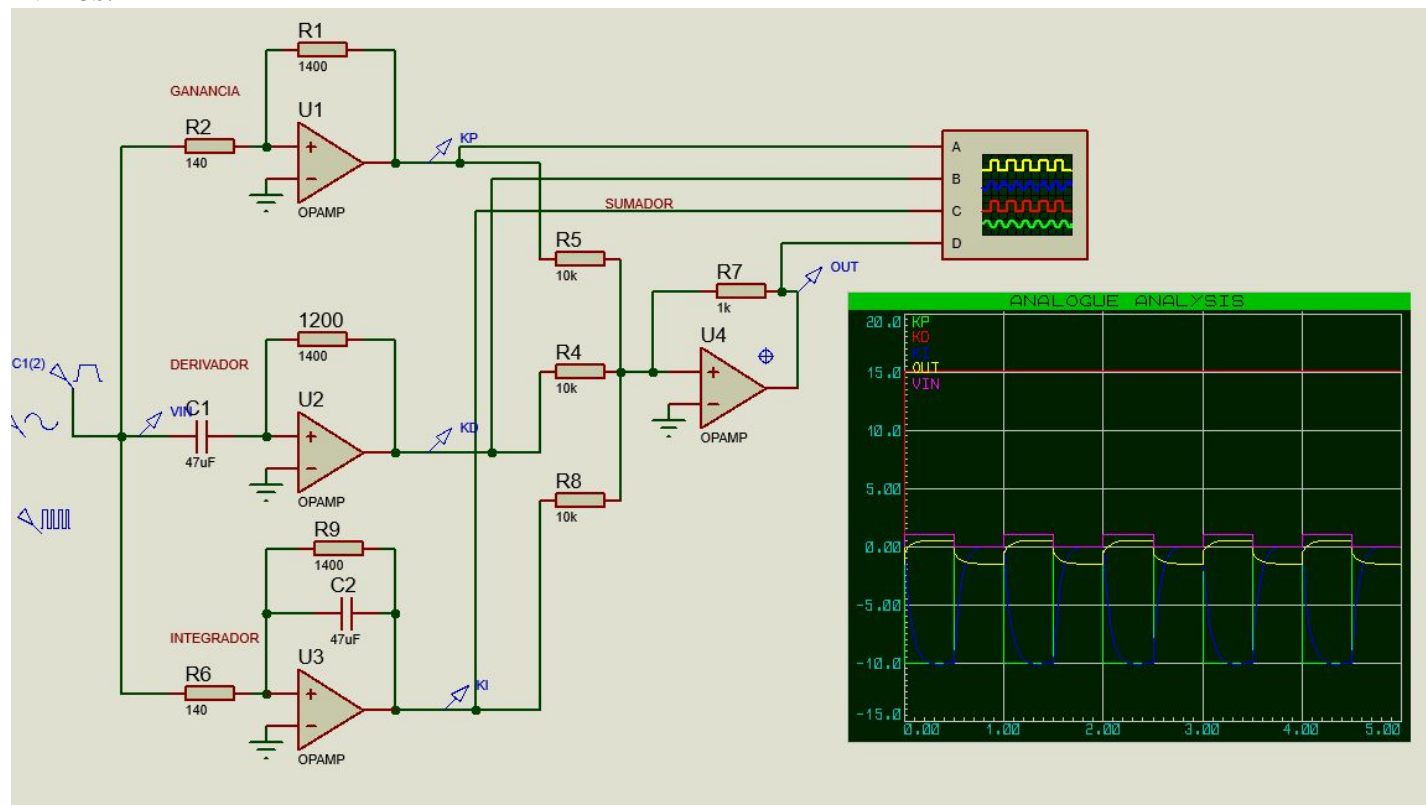 R1
1400
GANANCIA
R2
140
U1
+
−
OPAMP
KP
A
B
C
D
SUMADOR
R5
10k
R7
1k
OUT
U4
+
−
OPAMP
1200
1400
DERIVADOR
C1(2)
VIN
C1
47uF
U2
+
−
OPAMP
KD
R4
10k
R8
10k
R9
1400
C2
47uF
INTEGRADOR
R6
140
U3
+
−
OPAMP
KI
ANALOGUE ANALYSIS
20.0
KP
KD
KI
OUT
15.0
VIN
10.0
5.00
0.00
-5.00
-10.0
-15.0
0.00 1.00 2.00 3.00 4.00 5.00